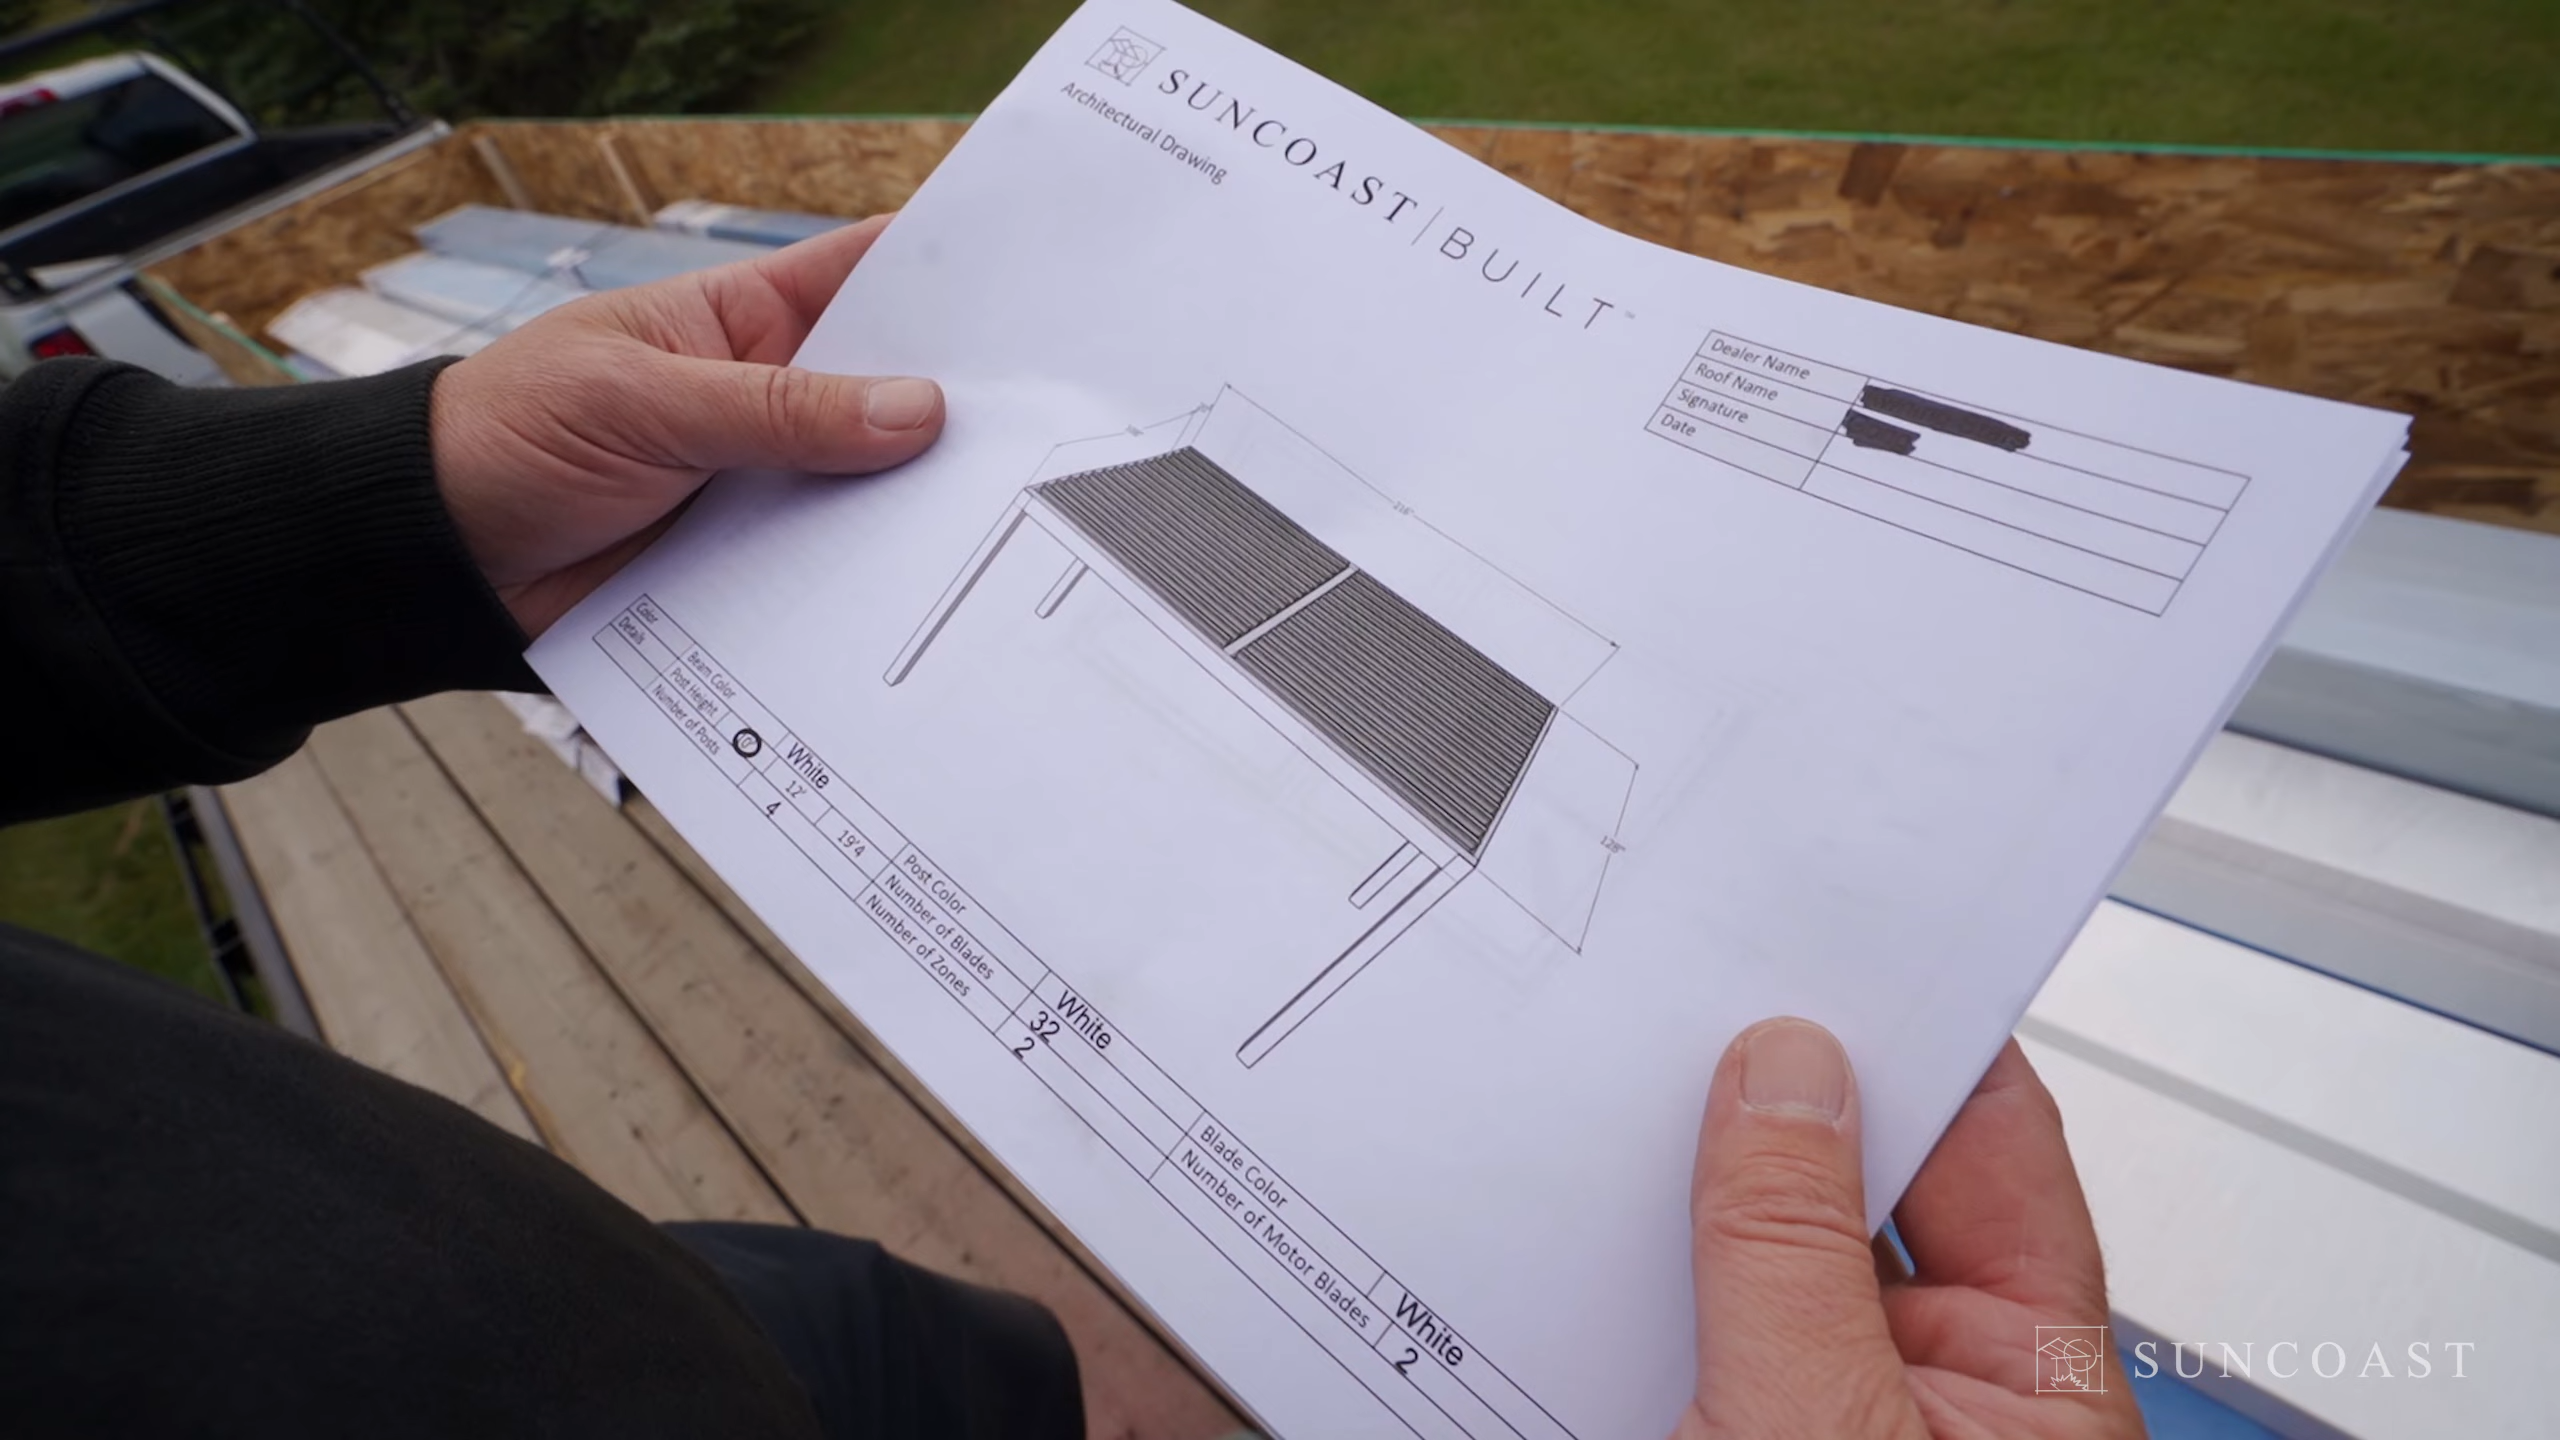 SUNCOAST | BUILT™
Architectural Drawing
Dealer Name
Roof Name
Signature
Date
216"
128"
Color
Beam Color
White
Post Color
White
Blade Color
White
Details
Post Height
10'
12'
19'4
Number of Blades
32
Number of Motor Blades
2
Number of Posts
4
Number of Zones
2
SUNCOAST